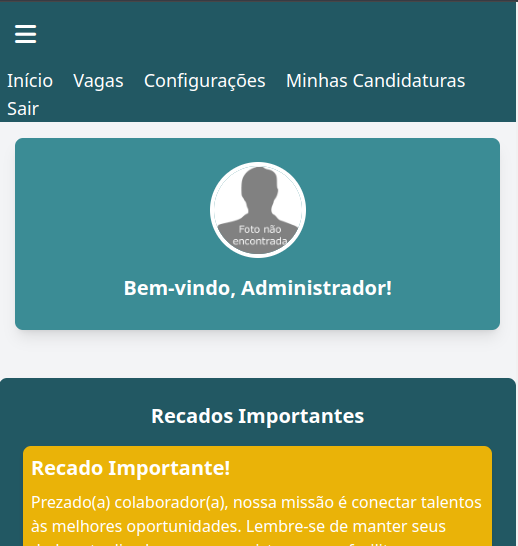 Início Vagas Configurações Minhas Candidaturas
Sair
Foto não
encontrada
Bem-vindo, Administrador!
Recados Importantes
Recado Importante!
Prezado(a) colaborador(a), nossa missão é conectar talentos
às melhores oportunidades. Lembre-se de manter seus